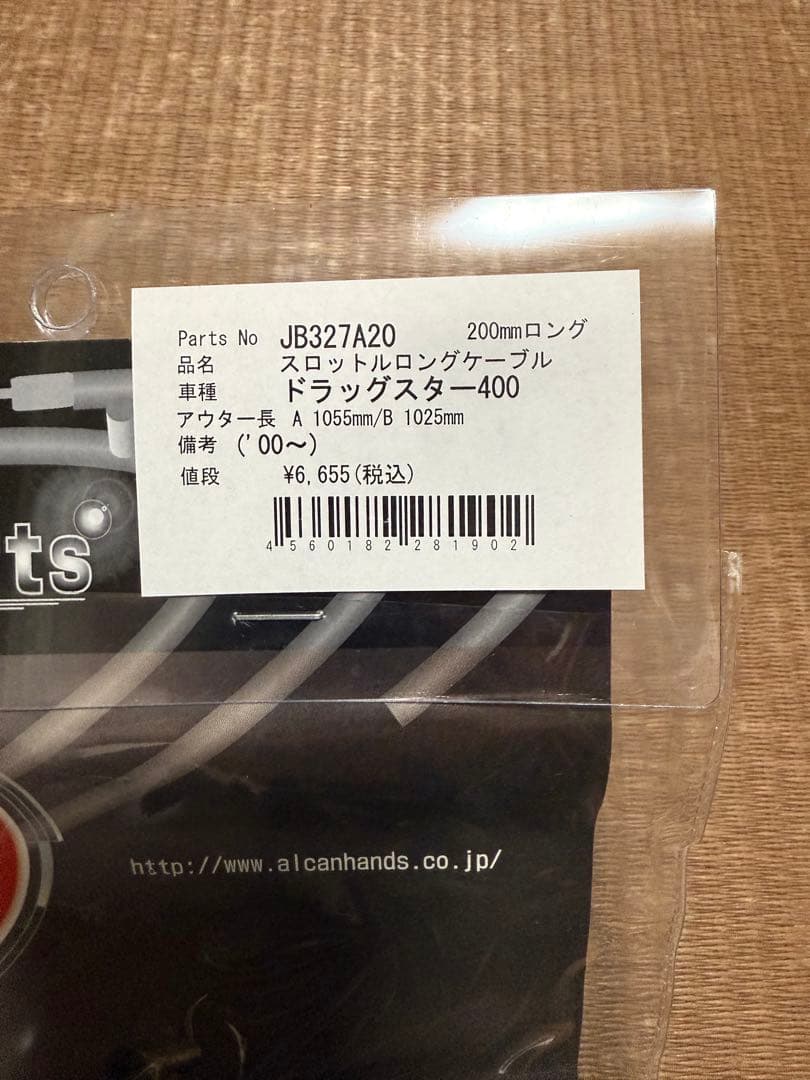 Parts No JB327A20 200mmロング
品名 スロットルロングケーブル
車種 ドラッグスター400
アウター長 A 1055mm/B 1025mm
備考 ('00~)
値段 ¥6,655(税込)
4560182281902
ts
http://www.alcanhands.co.jp/